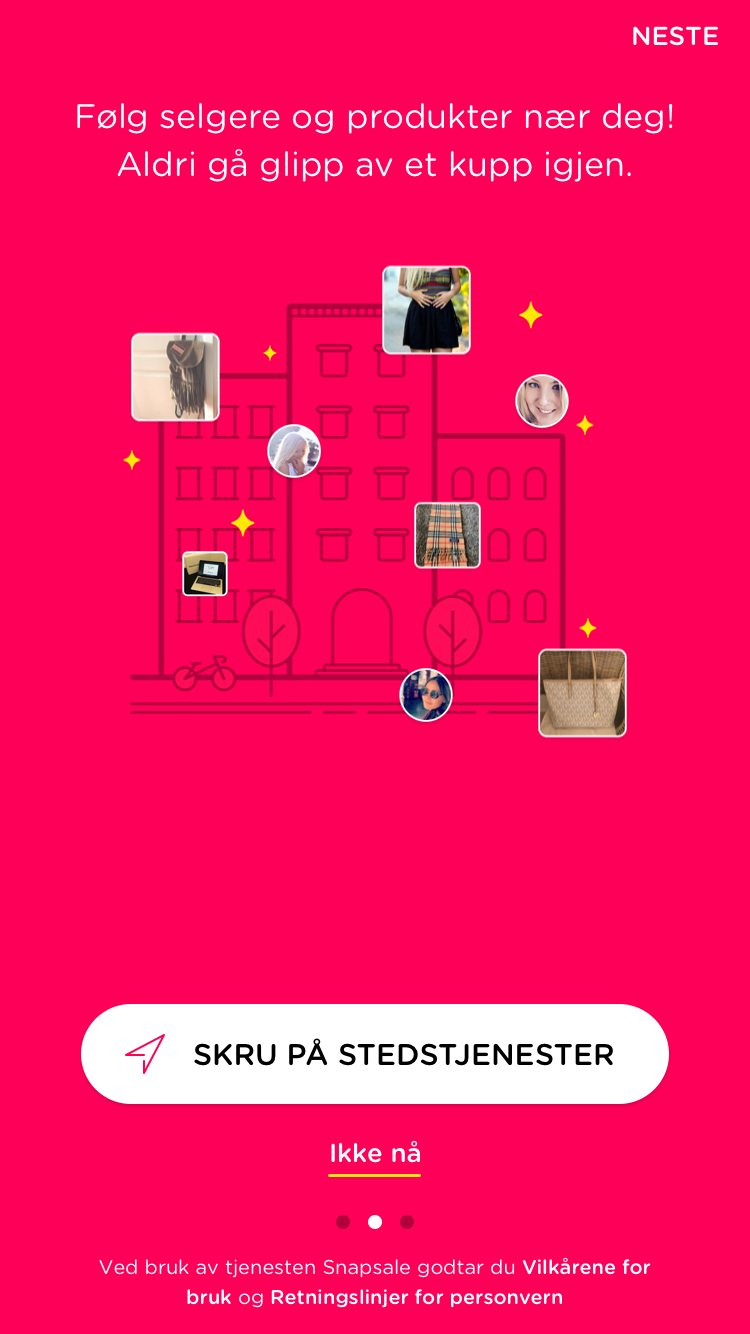 NESTE
Følg selgere og produkter nær deg!
Aldri gå glipp av et kupp igjen.
SKRU PÅ STEDSTJENESTER
Ikke nå
Ved bruk av tjenesten Snapsale godtar du Vilkårene for
bruk og Retningslinjer for personvern